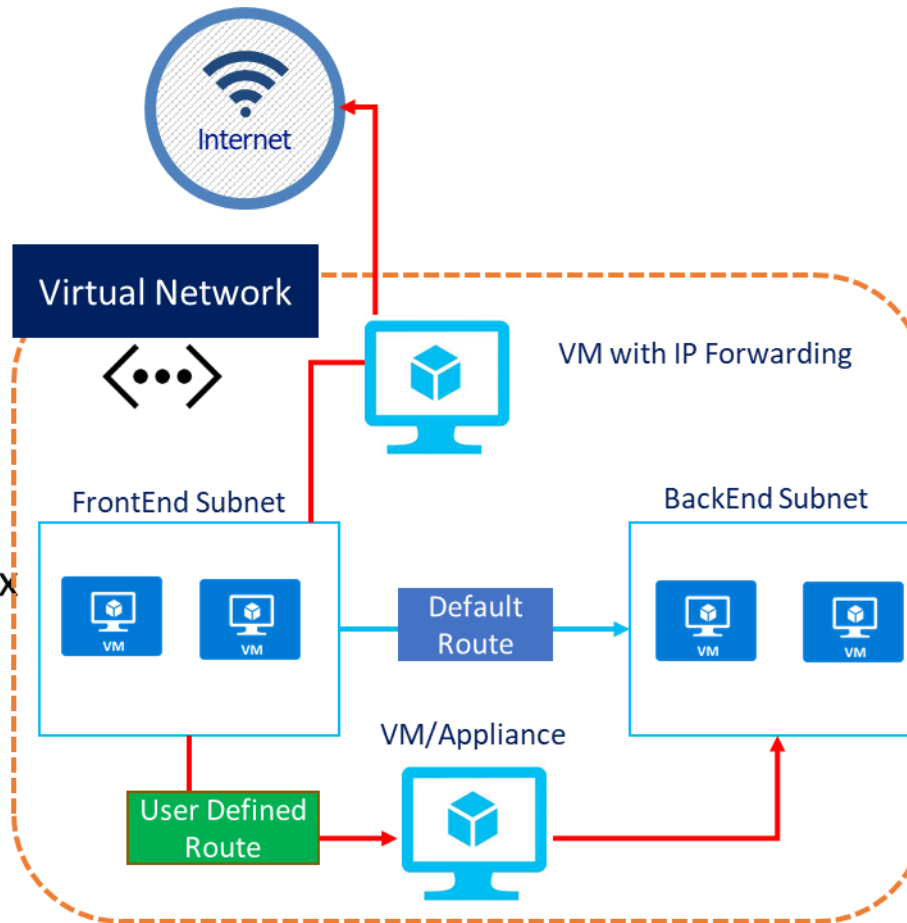 Internet
Virtual Network
VM with IP Forwarding
FrontEnd Subnet
BackEnd Subnet
X
VM
VM
Default
Route
VM
VM
VM/Appliance
User Defined
Route